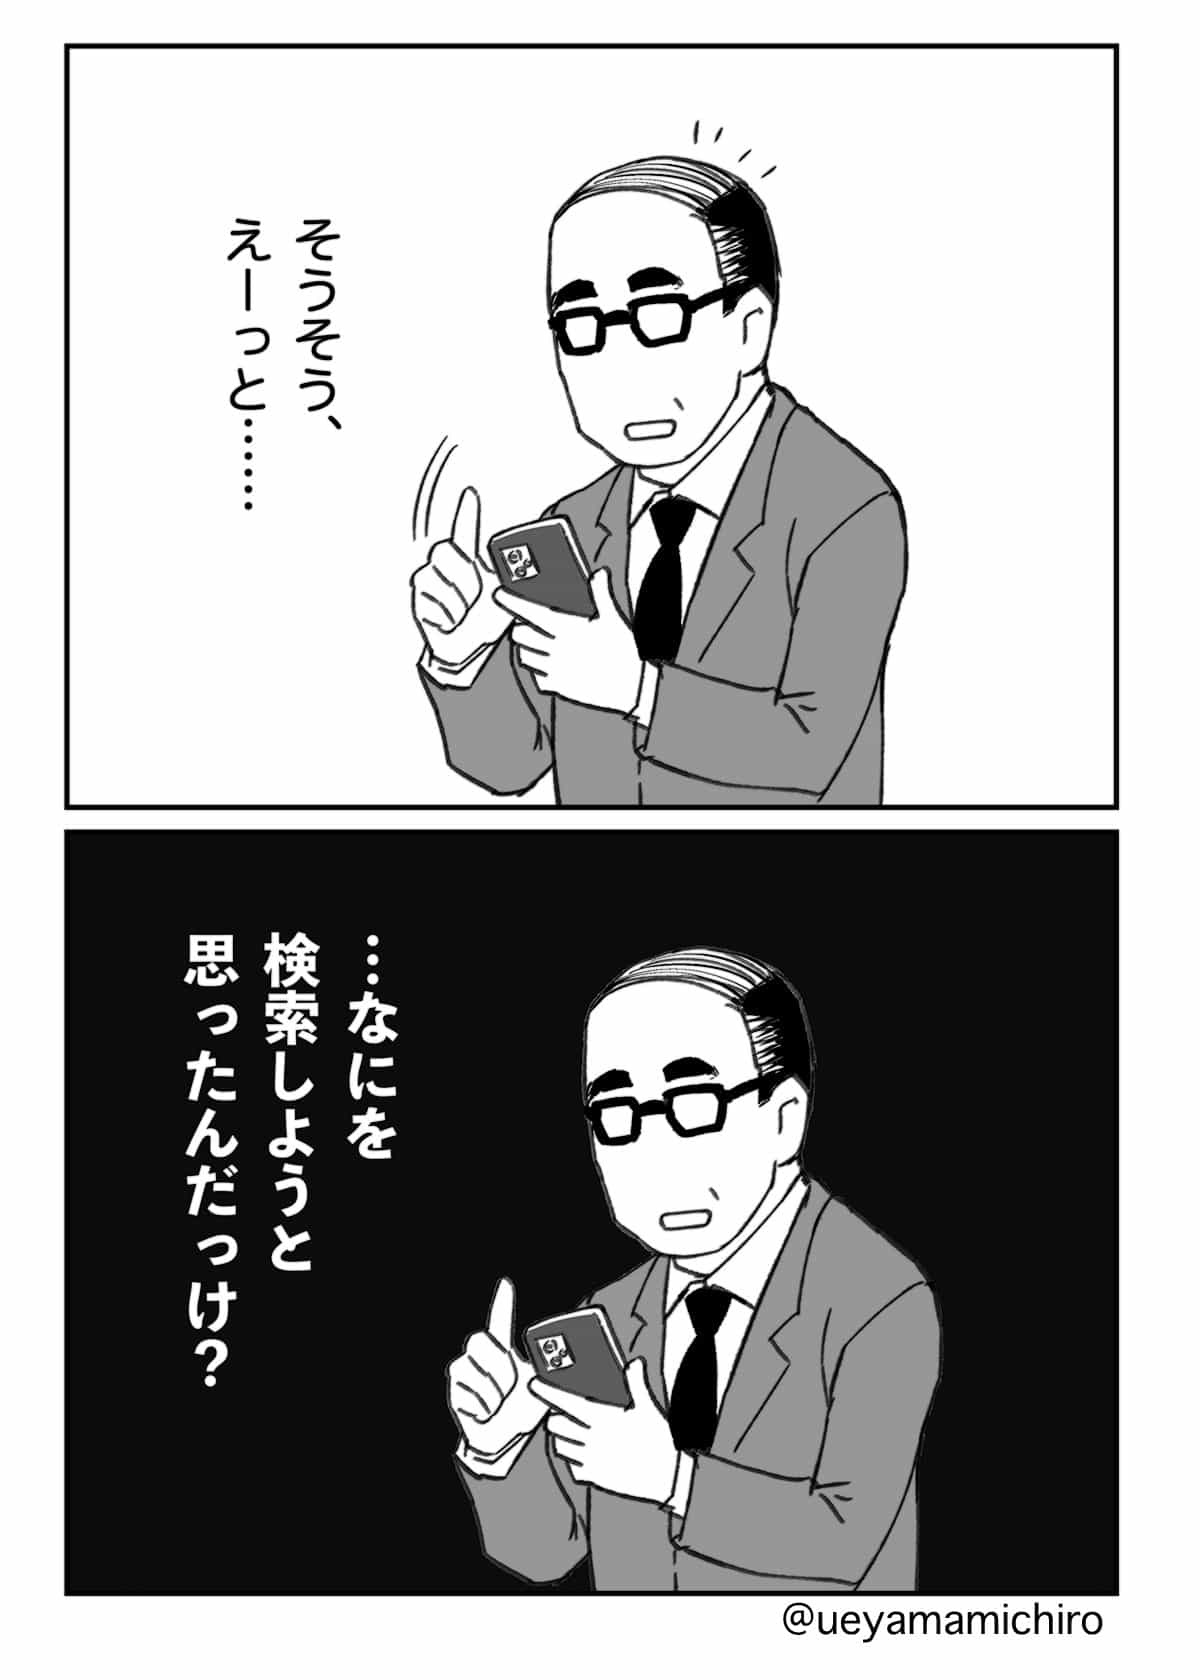 そうそう、
えーっと……
…なにを
検索しようと
思ったんだっけ？
@ueyamamichiro